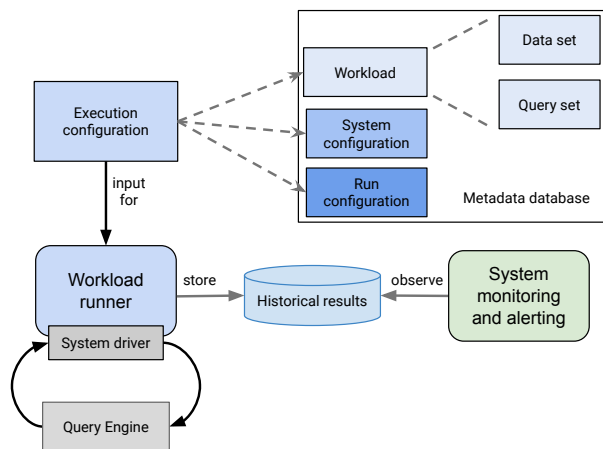 Data set
Workload
Query set
Execution
configuration
System
configuration
Run
configuration
Metadata database
input
for
Workload
runner
store
Historical results
observe
System
monitoring
and alerting
System driver
Query Engine